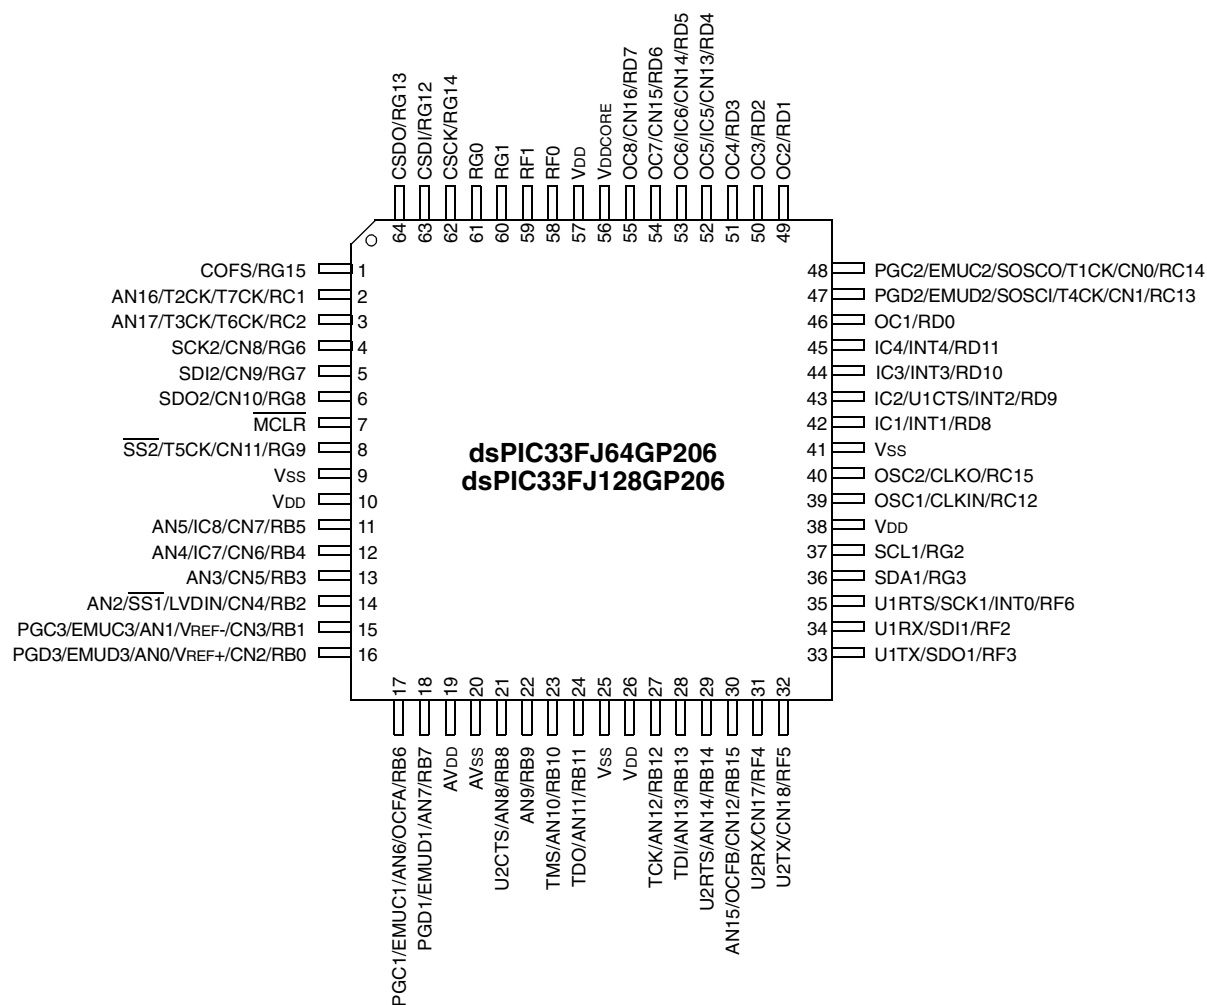 CSDO/RG13
CSDI/RG12
CSCK/RG14
RG0
RG1
RF1
RF0
VDD
VDDCORE
OC8/CN16/RD7
OC7/CN15/RD6
OC6/IC6/CN14/RD5
OC5/IC5/CN13/RD4
OC4/RD3
OC3/RD2
OC2/RD1
64 63 62 61 60 59 58 57 56 55 54 53 52 51 50 49
COFS/RG15 1
AN16/T2CK/T7CK/RC1 2
AN17/T3CK/T6CK/RC2 3
SCK2/CN8/RG6 4
SDI2/CN9/RG7 5
SDO2/CN10/RG8 6
MCLR 7
SS2/T5CK/CN11/RG9 8
VSS 9
VDD 10
AN5/IC8/CN7/RB5 11
AN4/IC7/CN6/RB4 12
AN3/CN5/RB3 13
AN2/SS1/LVDIN/CN4/RB2 14
PGC3/EMUC3/AN1/VREF-/CN3/RB1 15
PGD3/EMUD3/AN0/VREF+/CN2/RB0 16
dsPIC33FJ64GP206
dsPIC33FJ128GP206
48 PGC2/EMUC2/SOSCO/T1CK/CN0/RC14
47 PGD2/EMUD2/SOSCI/T4CK/CN1/RC13
46 OC1/RD0
45 IC4/INT4/RD11
44 IC3/INT3/RD10
43 IC2/U1CTS/INT2/RD9
42 IC1/INT1/RD8
41 VSS
40 OSC2/CLKO/RC15
39 OSC1/CLKIN/RC12
38 VDD
37 SCL1/RG2
36 SDA1/RG3
35 U1RTS/SCK1/INT0/RF6
34 U1RX/SDI1/RF2
33 U1TX/SDO1/RF3
17 18 19 20 21 22 23 24 25 26 27 28 29 30 31 32
PGC1/EMUC1/AN6/OCFA/RB6
PGD1/EMUD1/AN7/RB7
AVDD
AVSS
U2CTS/AN8/RB8
AN9/RB9
TMS/AN10/RB10
TDO/AN11/RB11
VSS
VDD
TCK/AN12/RB12
TDI/AN13/RB13
U2RTS/AN14/RB14
AN15/OCFB/CN12/RB15
U2RX/CN17/RF4
U2TX/CN18/RF5